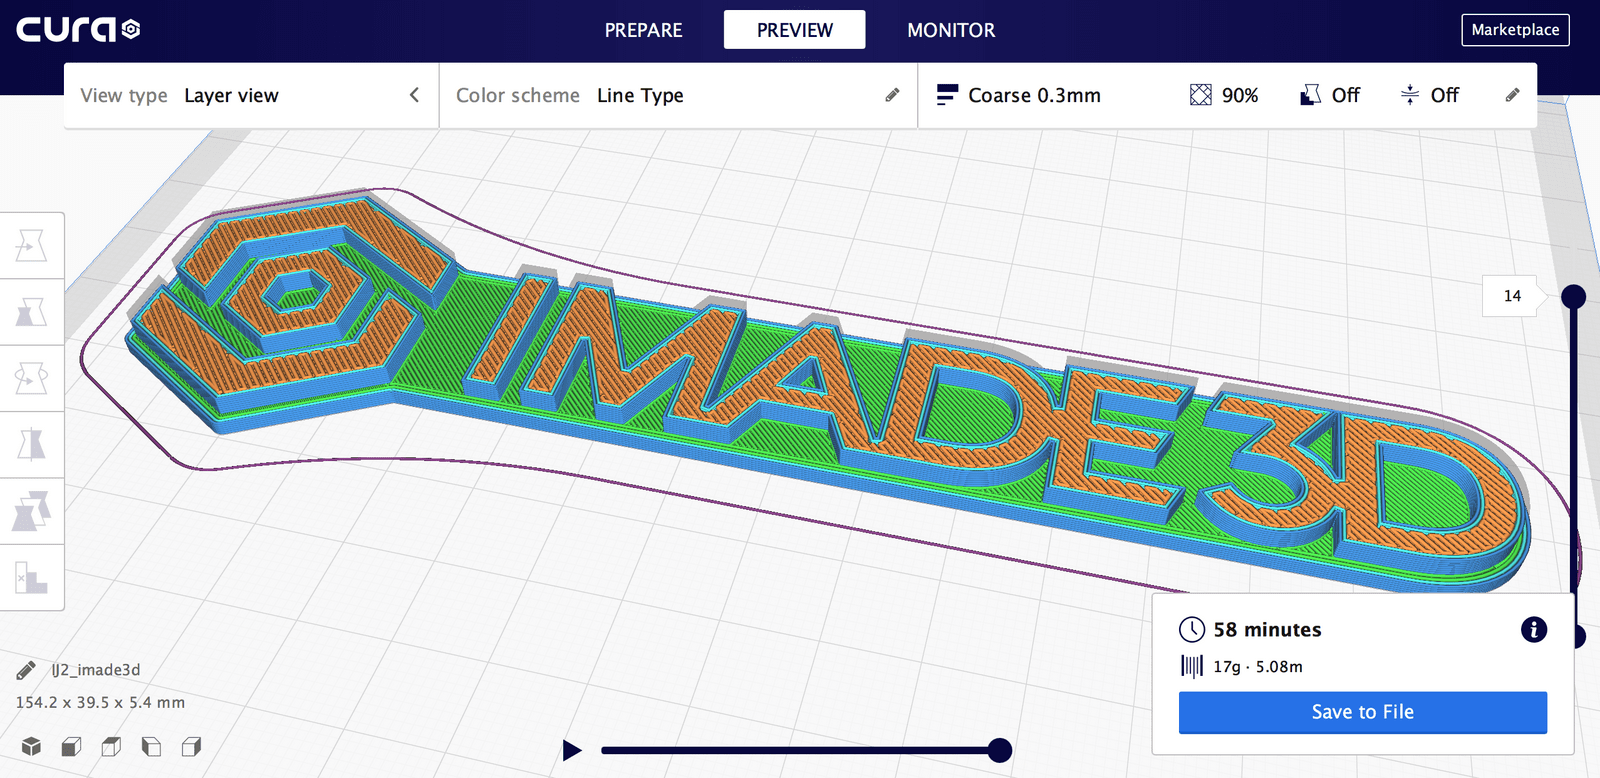 cura
PREPARE PREVIEW MONITOR Marketplace
View type Layer view Color scheme Line Type Coarse 0.3mm 90% Off Off
14
IMADE3D
58 minutes
17g · 5.08m
Save to File
IJ2_imade3d
154.2 x 39.5 x 5.4 mm